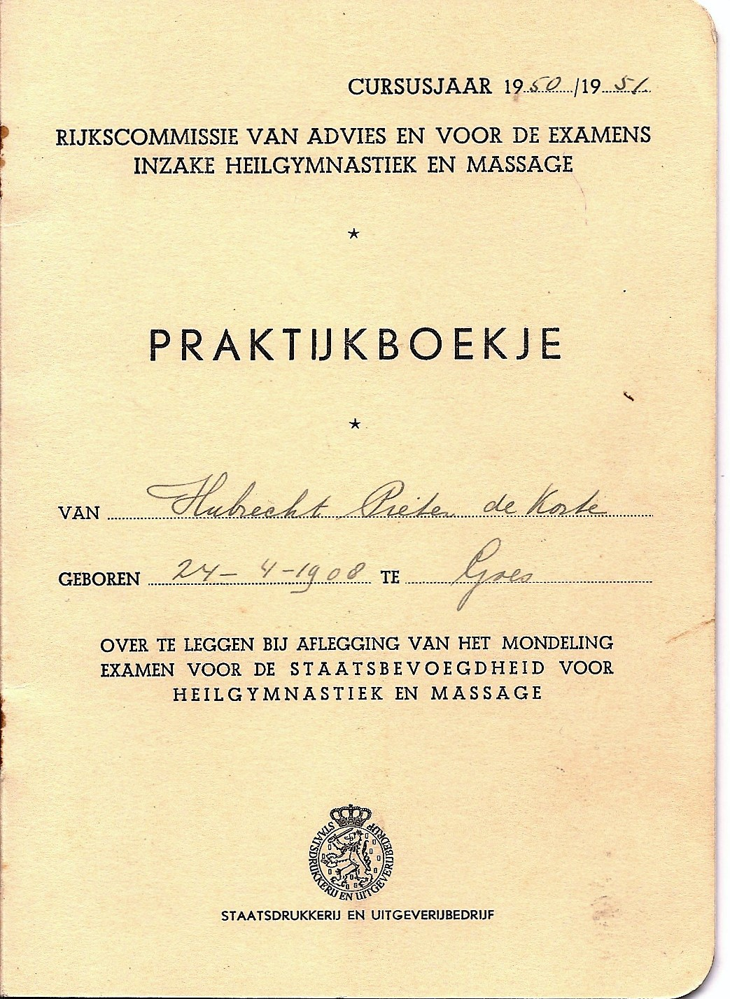 CURSUSJAAR 1950/1951
RIJKSCOMMISSIE VAN ADVIES EN VOOR DE EXAMENS
INZAKE HEILGYMNASTIEK EN MASSAGE
PRAKTIJKBOEKJE
VAN Hubrecht Pieter de Korte
GEBOREN 24-4-1908 TE Goes
OVER TE LEGGEN BIJ AFLEGGING VAN HET MONDELING
EXAMEN VOOR DE STAATSBEVOEGDHEID VOOR
HEILGYMNASTIEK EN MASSAGE
STAATSDRUKKERIJ EN UITGEVERIJBEDRIJF
STAATSDRUKKERIJ EN UITGEVERIJBEDRIJF